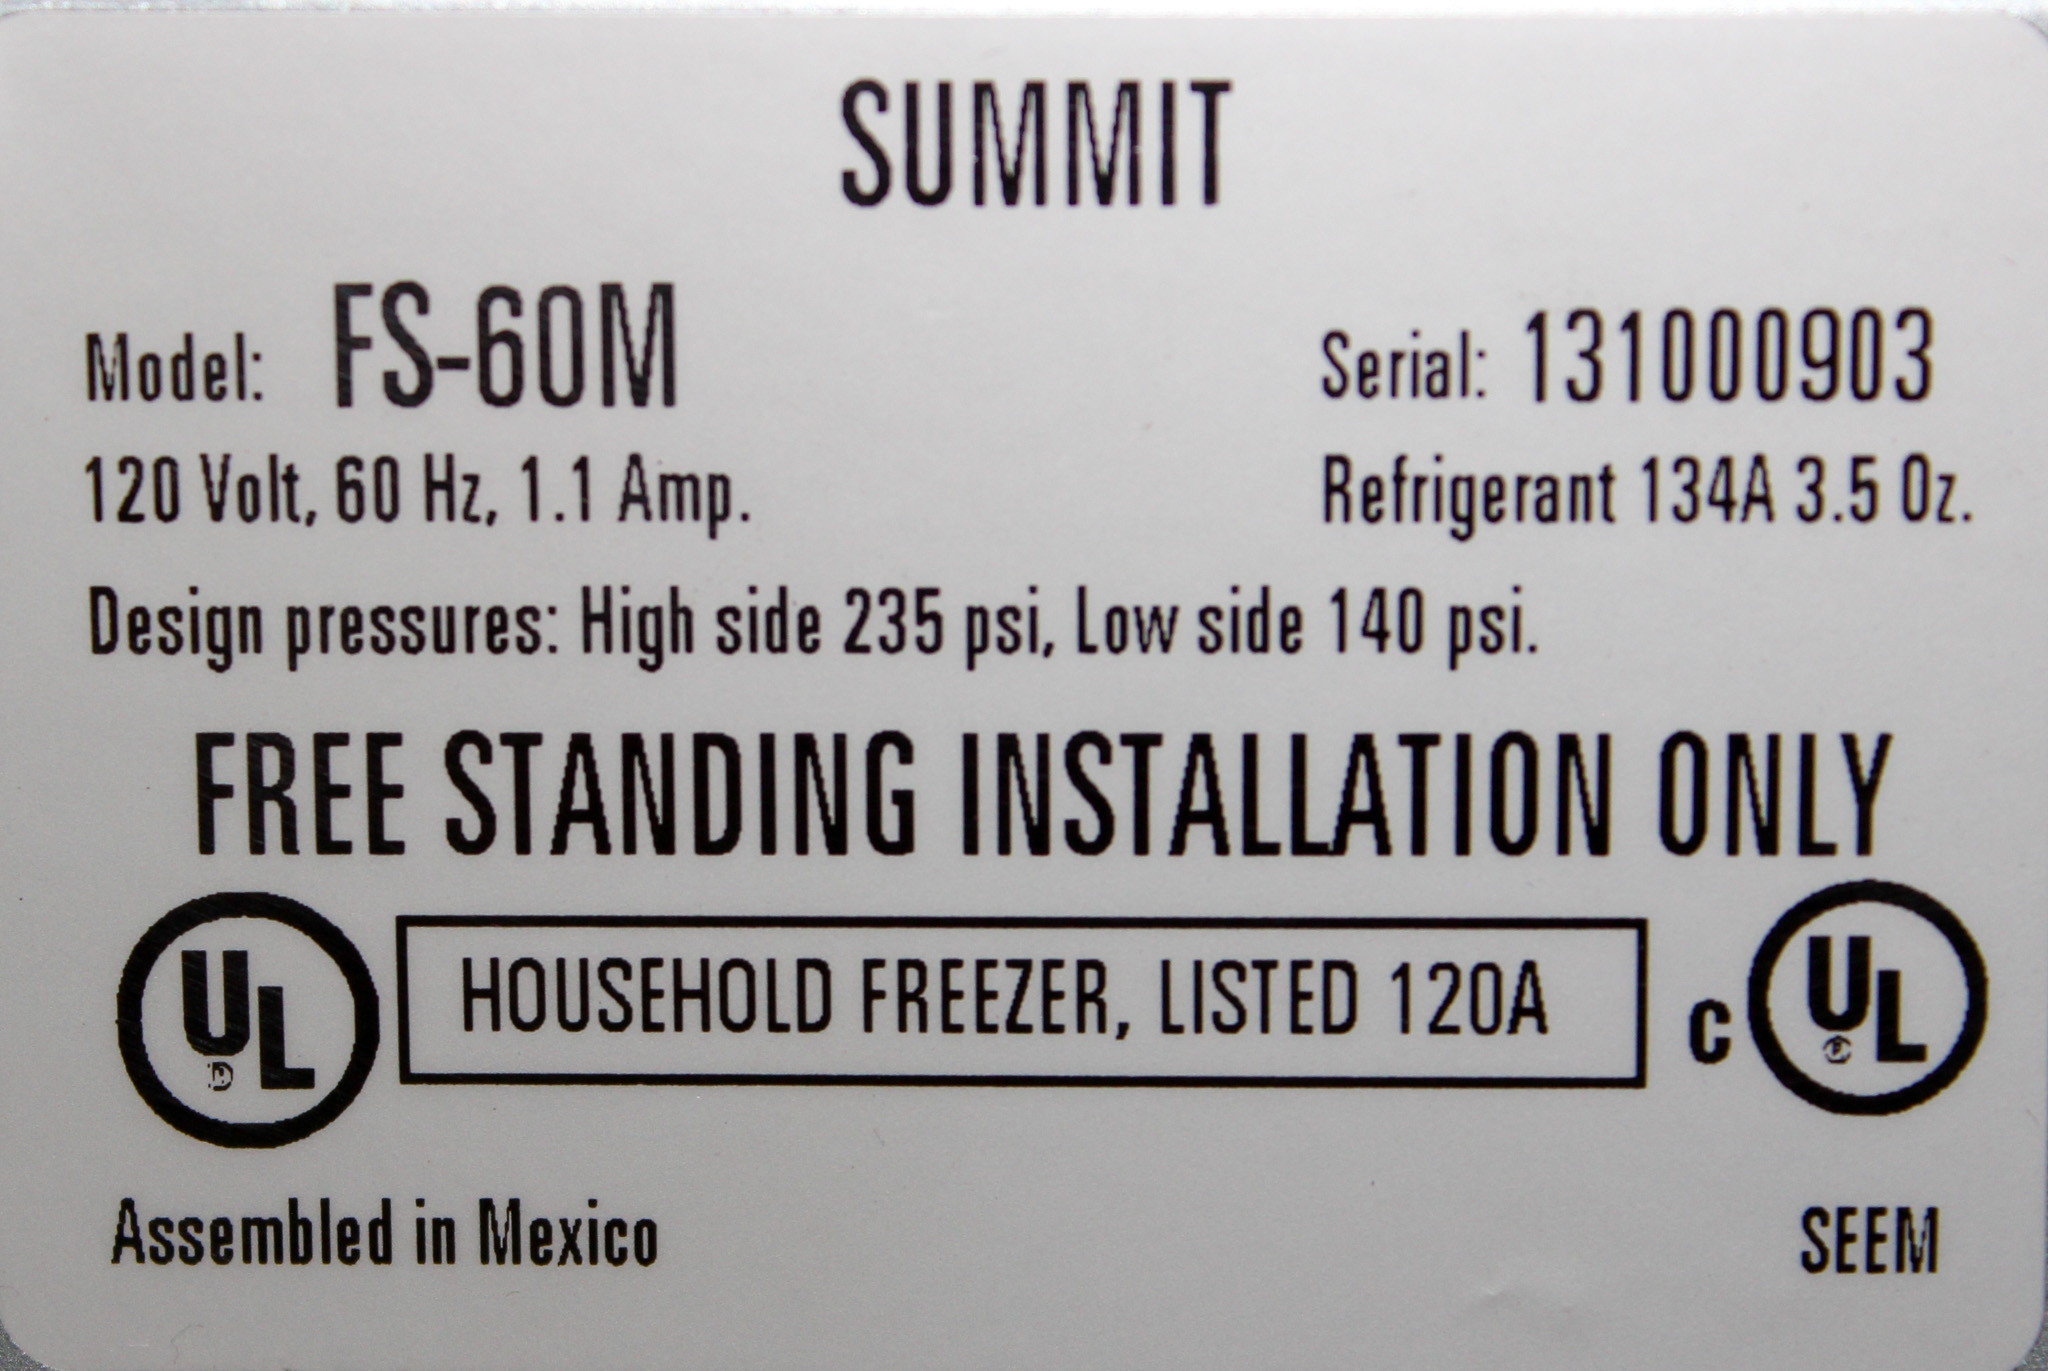 SUMMIT
Model: FS-60M
Serial: 131000903
120 Volt, 60 Hz, 1.1 Amp.
Refrigerant 134A 3.5 Oz.
Design pressures: High side 235 psi, Low side 140 psi.
FREE STANDING INSTALLATION ONLY
UL
HOUSEHOLD FREEZER, LISTED 120A
c UL
Assembled in Mexico
SEEM